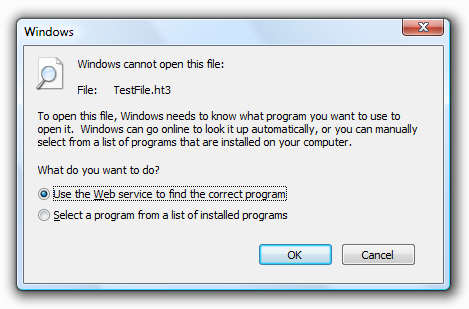 Windows
Windows cannot open this file:
File: TestFile.ht3
To open this file, Windows needs to know what program you want to use to
open it. Windows can go online to look it up automatically, or you can manually
select from a list of programs that are installed on your computer.
What do you want to do?
Use the Web service to find the correct program
Select a program from a list of installed programs
OK Cancel